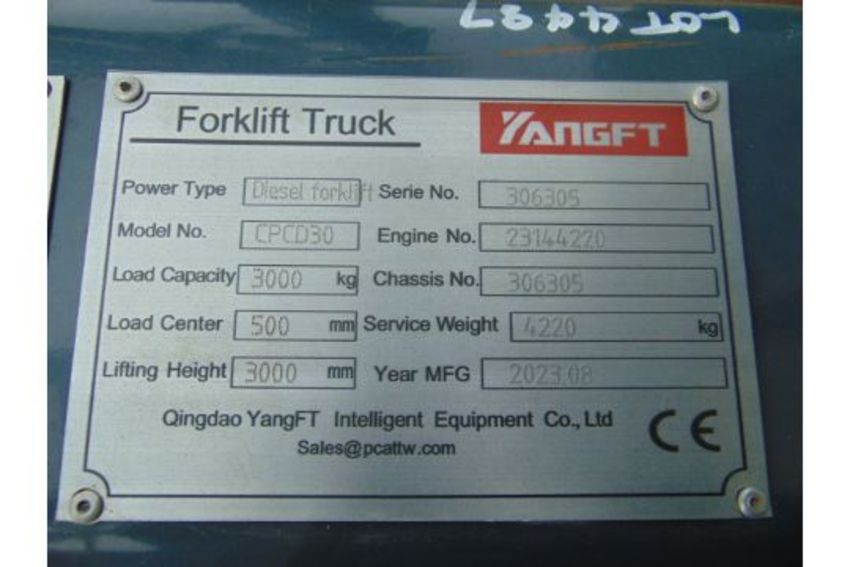 LOT 4487
Forklift Truck YANGFT
Power Type Diesel forklift Serie No. 306305
Model No. CPCD30 Engine No. 23144220
Load Capacity 3000 kg Chassis No. 306305
Load Center 500 mm Service Weight 4220 kg
Lifting Height 3000 mm Year MFG 2023.08
Qingdao YangFT Intelligent Equipment Co.,Ltd
Sales@pcattw.com
CE